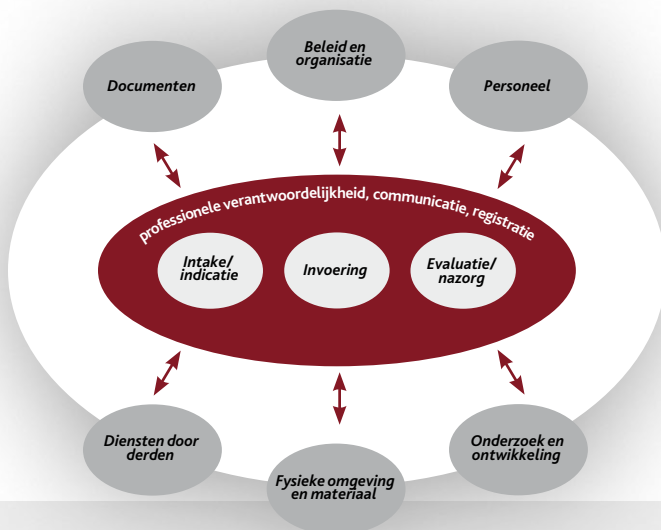 Beleid en
organisatie
Documenten
Personeel
professionele verantwoordelijkheid, communicatie, registratie
Intake/
indicatie
Invoering
Evaluatie/
nazorg
Diensten door
derden
Fysieke omgeving
en materiaal
Onderzoek en
ontwikkeling